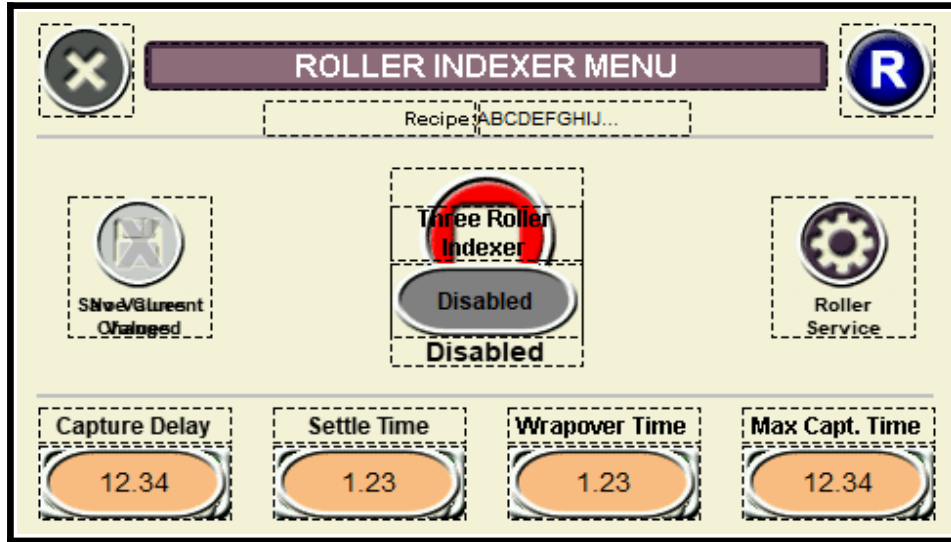 ROLLER INDEXER MENU
R
Recipe:
ABCDEFGHIJ...
Three Roller
Indexer
Disabled
Disabled
Roller
Service
Capture Delay
Settle Time
Wrapover Time
Max Capt. Time
12.34
1.23
1.23
12.34